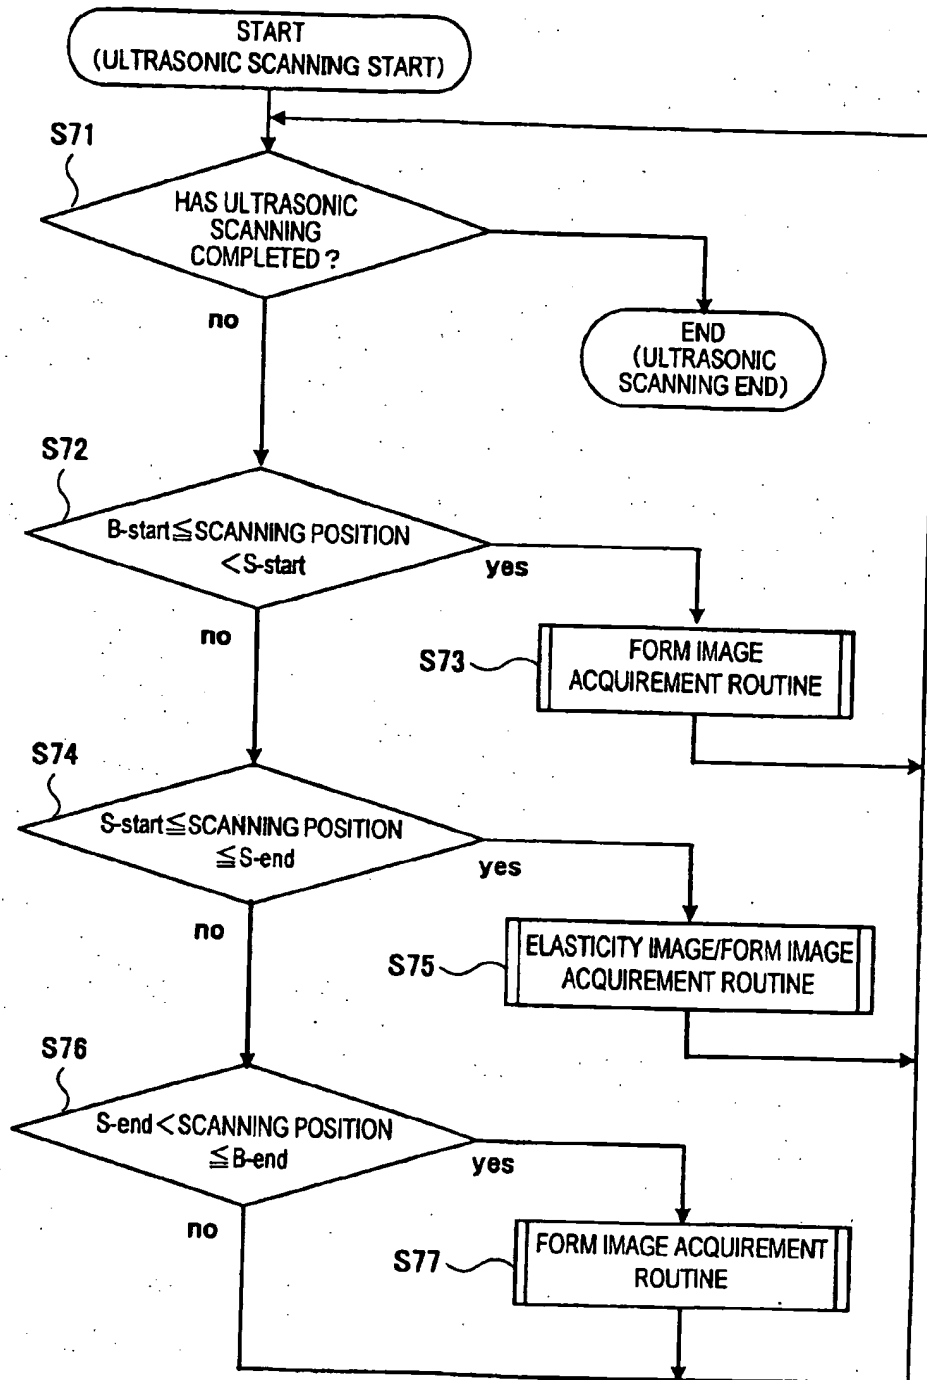 START
(ULTRASONIC SCANNING START)
S71
HAS ULTRASONIC
SCANNING
COMPLETED ?
no
END
(ULTRASONIC
SCANNING END)
S72
B-start≦SCANNING POSITION
<S-start
yes
no
S73
FORM IMAGE
ACQUIREMENT ROUTINE
S74
S-start≦SCANNING POSITION
≦S-end
yes
no
S75
ELASTICITY IMAGE/FORM IMAGE
ACQUIREMENT ROUTINE
S76
S-end<SCANNING POSITION
≦B-end
yes
no
S77
FORM IMAGE ACQUIREMENT
ROUTINE